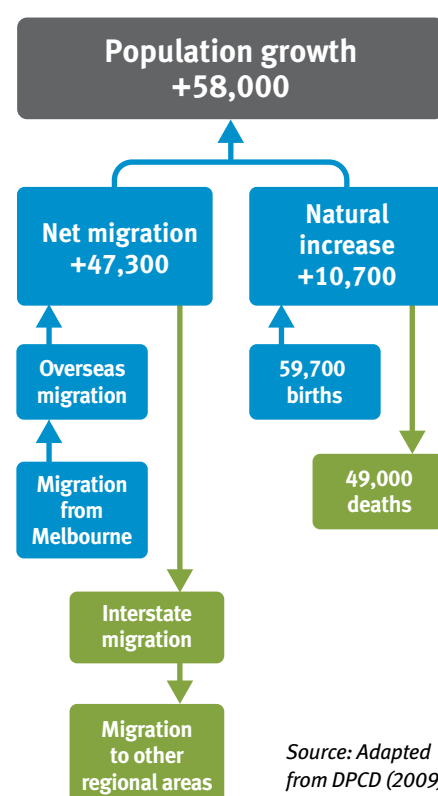 Population growth
+58,000
Net migration
+47,300
Natural
increase
+10,700
Overseas
migration
59,700
births
Migration
from
Melbourne
49,000
deaths
Interstate
migration
Migration
to other
regional areas
Source: Adapted
from DPCD (2009)